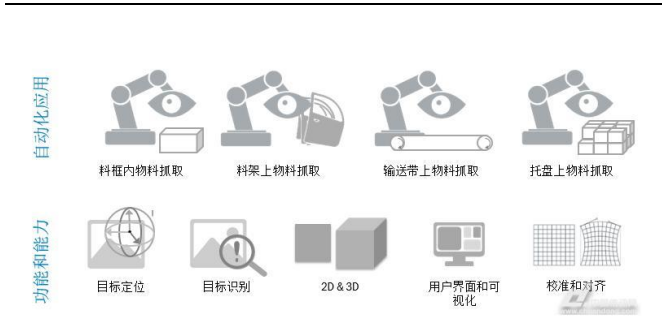 自动化应用
料框内物料抓取
料架上物料抓取
输送带上物料抓取
托盘上物料抓取
功能和能力
目标定位
目标识别
2D & 3D
用户界面和可
视化
校准和对齐